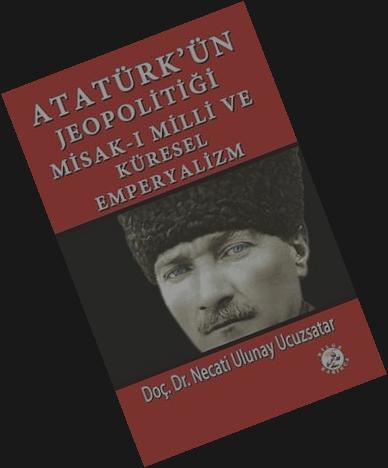 ATATÜRK'ÜN
JEOPOLİTİĞİ
MİSAK-I MİLLİ VE
KÜRESEL
EMPERYALİZM
Doç. Dr. Necati Ulunay Ucuzsatar